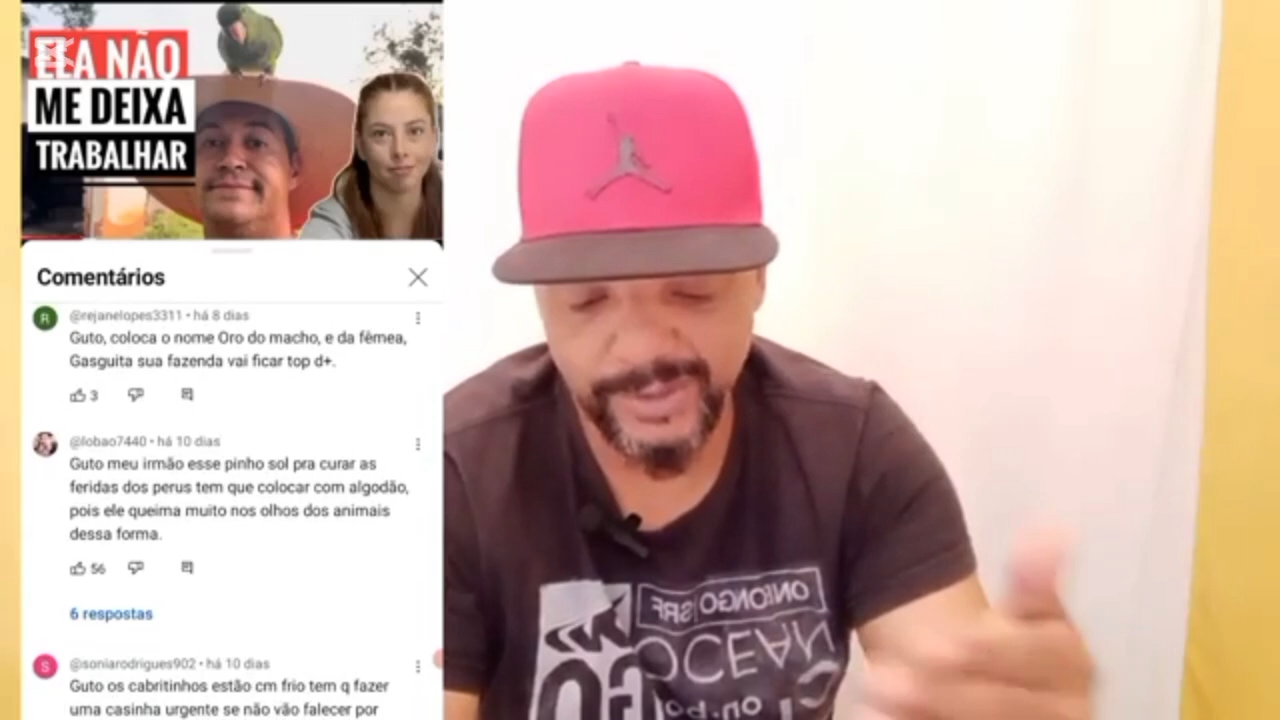 ELA NÃO
ME DEIXA
TRABALHAR
Comentários
@rejanelopes3311 • há 8 dias
Guto, coloca o nome Oro do macho, e da fêmea,
Gasguita sua fazenda vai ficar top d+.
3
@lobao7440 • há 10 dias
Guto meu irmão esse pinho sol pra curar as
feridas dos perus tem que colocar com algodão,
pois ele queima muito nos olhos dos animais
dessa forma.
56
6 respostas
@soniarodrigues902 • há 10 dias
Guto os cabritinhos estão cm frio tem q fazer
uma casinha urgente se não vão falecer por
R
S
ONGONGO SRF
OCEAN
GO